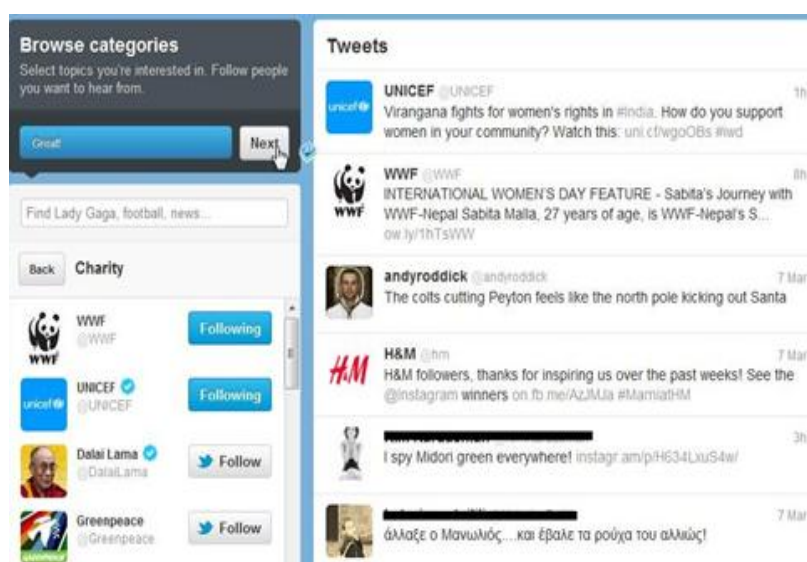 Browse categories
Select topics you're interested in. Follow people
you want to hear from.
Great!
Next
Find Lady Gaga, football, news...
Back
Charity
WWF
WWF
@WWF
Following
unicef
UNICEF
@UNICEF
Following
Dalai Lama
@DalaiLama
Follow
Greenpeace
@Greenpeace
Follow
GREENPEACE
Tweets
unicef
UNICEF @UNICEF 1h
Virangana fights for women's rights in #India. How do you support
women in your community? Watch this: uni.cf/wgoOBs #iwd
WWF
WWF @WWF 8h
INTERNATIONAL WOMEN'S DAY FEATURE - Sabita's Journey with
WWF-Nepal Sabita Malla, 27 years of age, is WWF-Nepal's S...
ow.ly/1hTsWW
andyroddick @andyroddick 7 Mar
The colts cutting Peyton feels like the north pole kicking out Santa
H&M
H&M @hm 7 Mar
H&M followers, thanks for inspiring us over the past weeks! See the
@Instagram winners on fb.me/AzJMJa #MarniatHM
3h
I spy Midori green everywhere! instagr.am/p/H634LxuS4w/
7 Mar
άλλαξε ο Μανωλιός....και έβαλε τα ρούχα του αλλιώς!